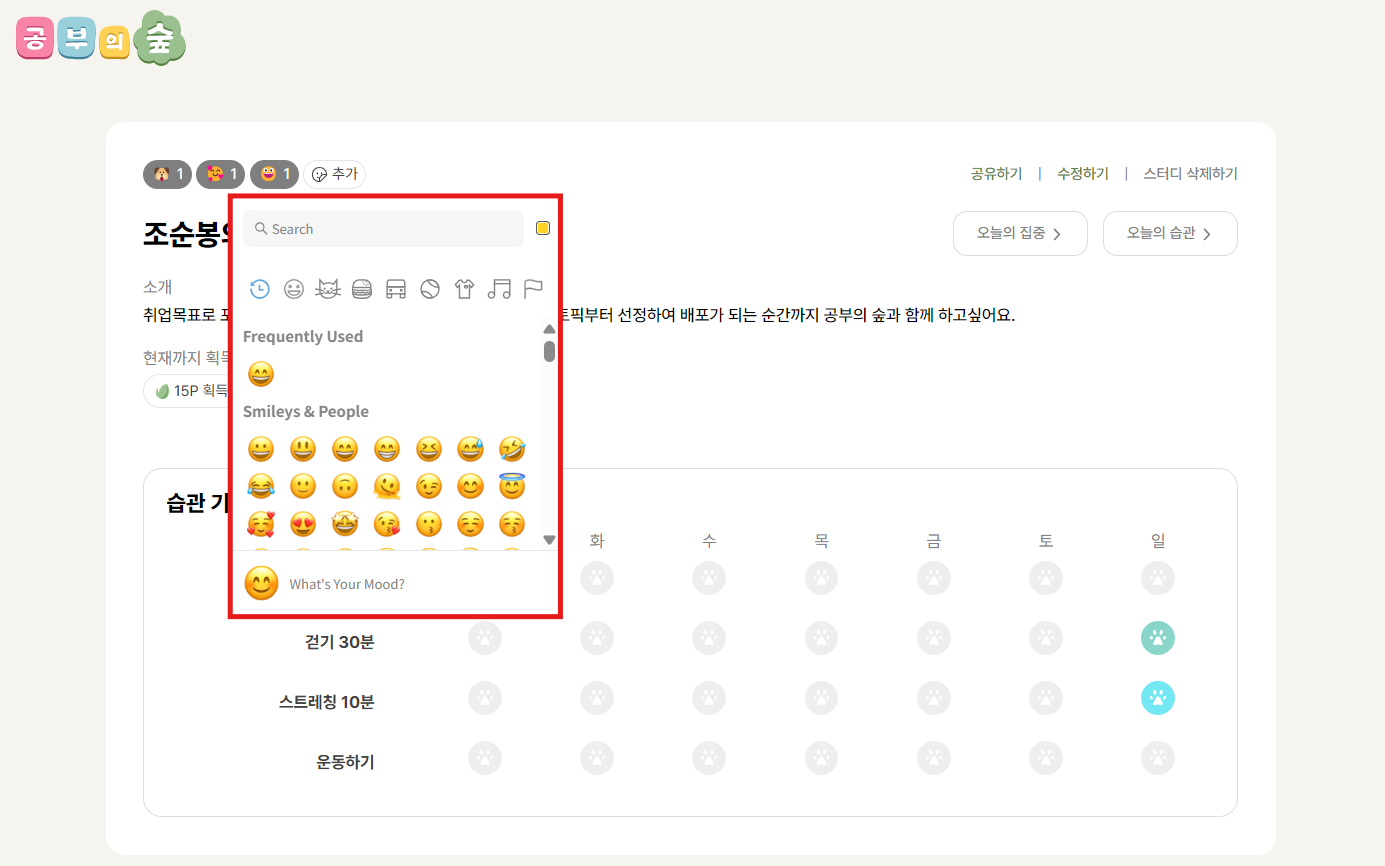 공부의숲
1 1 1 추가
공유하기 | 수정하기 | 스터디 삭제하기
조순봉
오늘의 집중 오늘의 습관
Search
소개
취업목표로 토픽부터 선정하여 배포가 되는 순간까지 공부의 숲과 함께 하고싶어요.
Frequently Used
현재까지
15P 획득
Smileys & People
습관
화 수 목 금 토 일
What's Your Mood?
걷기 30분
스트레칭 10분
운동하기